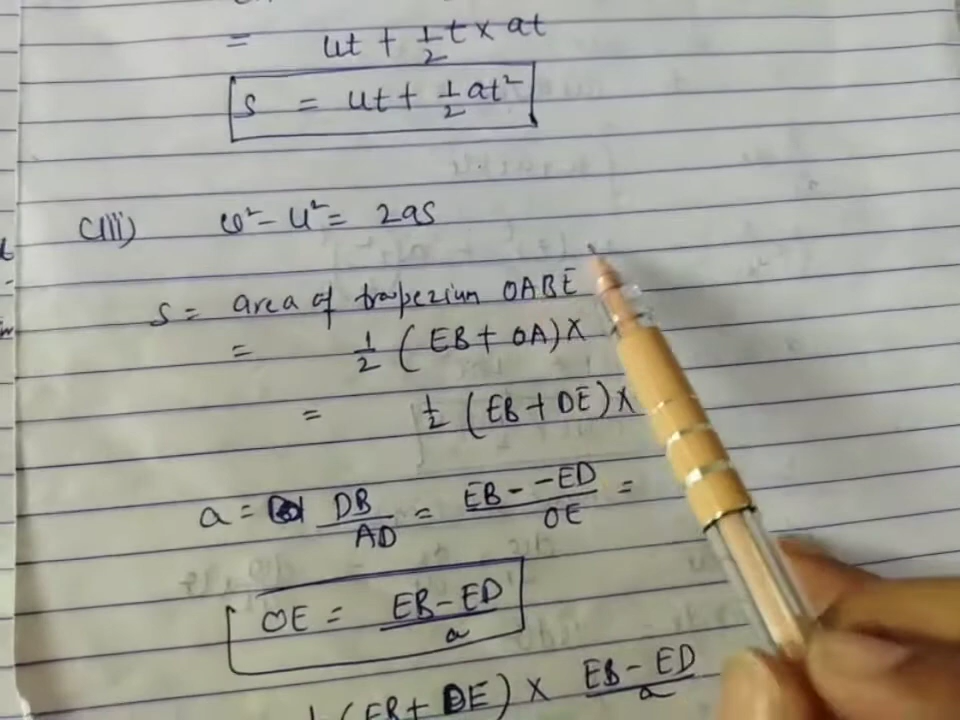 = ut + 1/2 t x at
s = ut + 1/2 at²
(iii) v² - u² = 2as
s = area of trapezium OABE
= 1/2 (EB + OA) x
= 1/2 (EB + DE) x
a = DB/AD = EB - -ED/OE =
OE = EB - ED/a
(EB + DE) x EB - ED/a